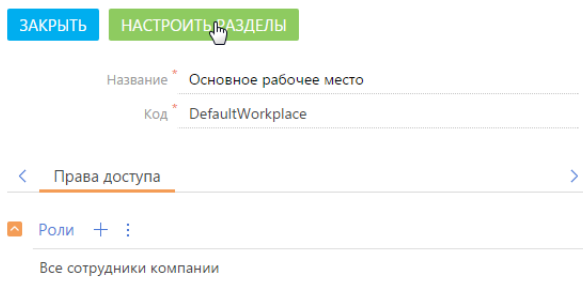 ЗАКРЫТЬ НАСТРОИТЬ РАЗДЕЛЫ
Название * Основное рабочее место
Код * DefaultWorkplace
Права доступа
Роли
Все сотрудники компании